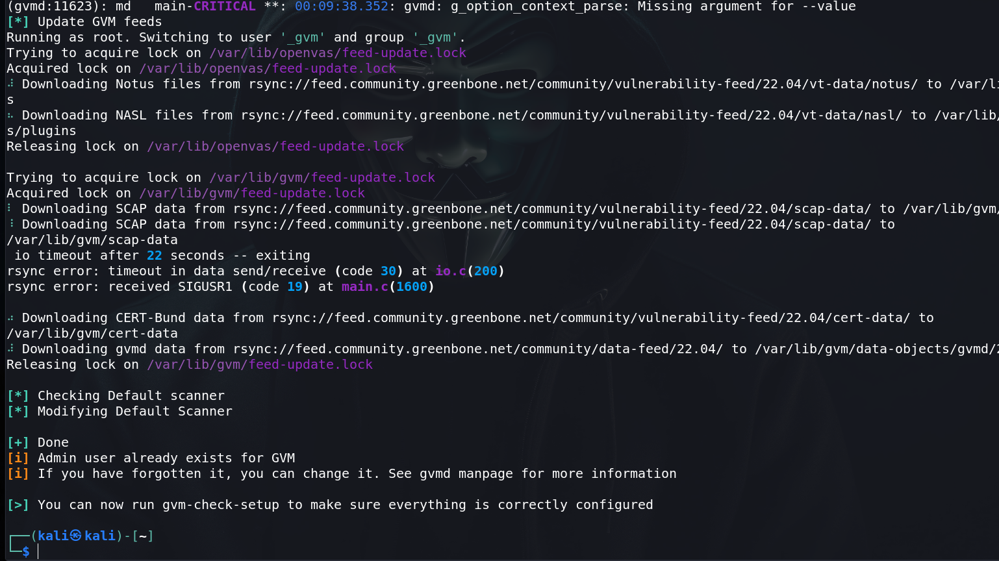 (gvmd:11623): md   main-CRITICAL **: 00:09:38.352: gvmd: g_option_context_parse: Missing argument for --value
[*] Update GVM feeds
Running as root. Switching to user '_gvm' and group '_gvm'.
Trying to acquire lock on /var/lib/openvas/feed-update.lock
Acquired lock on /var/lib/openvas/feed-update.lock
⠼ Downloading Notus files from rsync://feed.community.greenbone.net/community/vulnerability-feed/22.04/vt-data/notus/ to /var/li
s
⠦ Downloading NASL files from rsync://feed.community.greenbone.net/community/vulnerability-feed/22.04/vt-data/nasl/ to /var/lib/
s/plugins
Releasing lock on /var/lib/openvas/feed-update.lock
Trying to acquire lock on /var/lib/gvm/feed-update.lock
Acquired lock on /var/lib/gvm/feed-update.lock
⠇ Downloading SCAP data from rsync://feed.community.greenbone.net/community/vulnerability-feed/22.04/scap-data/ to /var/lib/gvm/
⠸ Downloading SCAP data from rsync://feed.community.greenbone.net/community/vulnerability-feed/22.04/scap-data/ to
/var/lib/gvm/scap-data
 io timeout after 22 seconds -- exiting
rsync error: timeout in data send/receive (code 30) at io.c(200)
rsync error: received SIGUSR1 (code 19) at main.c(1600)
⠴ Downloading CERT-Bund data from rsync://feed.community.greenbone.net/community/vulnerability-feed/22.04/cert-data/ to
/var/lib/gvm/cert-data
⠼ Downloading gvmd data from rsync://feed.community.greenbone.net/community/data-feed/22.04/ to /var/lib/gvm/data-objects/gvmd/2
Releasing lock on /var/lib/gvm/feed-update.lock
[*] Checking Default scanner
[*] Modifying Default Scanner
[+] Done
[i] Admin user already exists for GVM
[i] If you have forgotten it, you can change it. See gvmd manpage for more information
[>] You can now run gvm-check-setup to make sure everything is correctly configured
┌──(kali㉿kali)-[~]
└─$